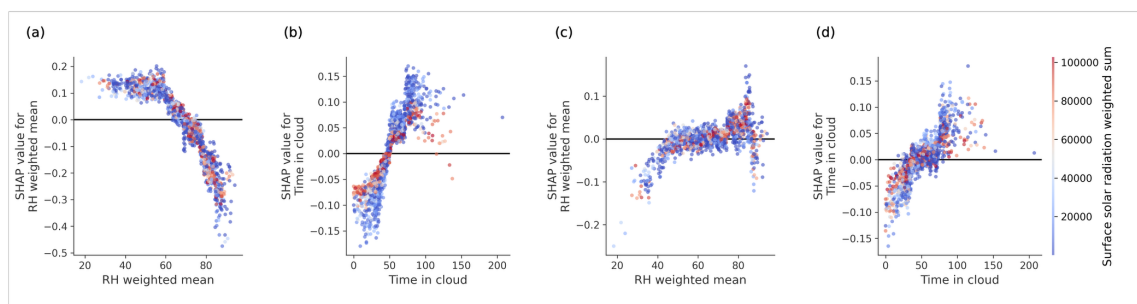 (a)
(b)
(c)
(d)
SHAP value for
RH weighted mean
0.2
0.1
0.0
−0.1
−0.2
−0.3
−0.4
−0.5
20 40 60 80
RH weighted mean
SHAP value for
Time in cloud
0.15
0.10
0.05
0.00
−0.05
−0.10
−0.15
0 50 100 150 200
Time in cloud
SHAP value for
RH weighted mean
0.1
0.0
−0.1
−0.2
20 40 60 80
RH weighted mean
SHAP value for
Time in cloud
0.15
0.10
0.05
0.00
−0.05
−0.10
−0.15
0 50 100 150 200
Time in cloud
100000
80000
60000
40000
20000
Surface solar radiation weighted sum